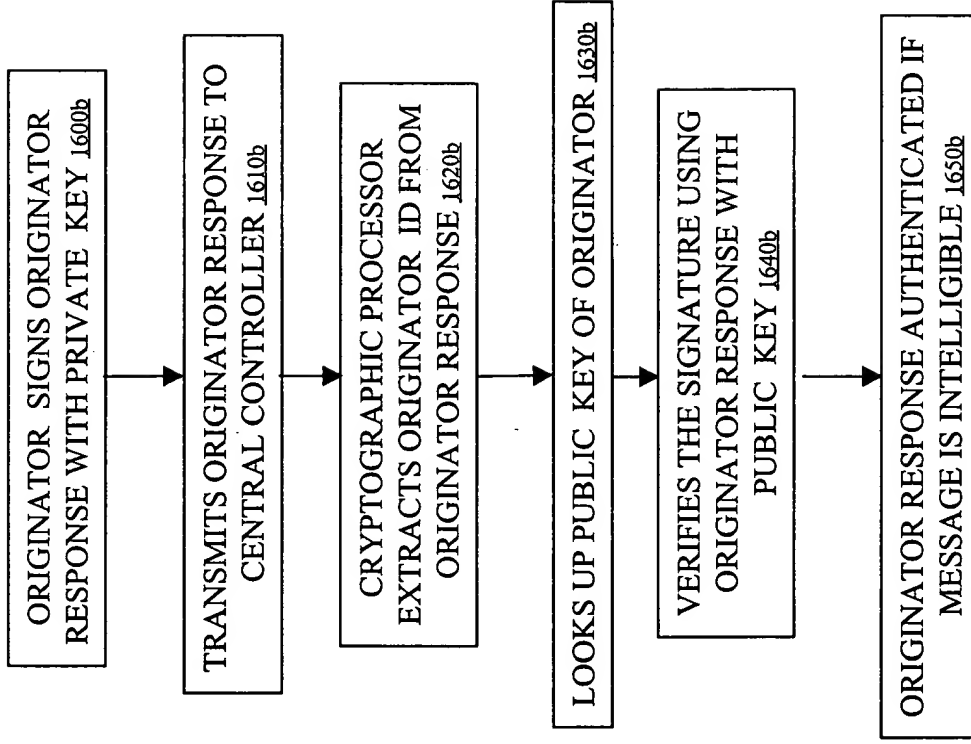 ORIGINATOR SIGNS ORIGINATOR
RESPONSE WITH PRIVATE KEY 1600b
TRANSMITS ORIGINATOR RESPONSE TO
CENTRAL CONTROLLER 1610b
CRYPTOGRAPHIC PROCESSOR
EXTRACTS ORIGINATOR ID FROM
ORIGINATOR RESPONSE 1620b
LOOKS UP PUBLIC KEY OF ORIGINATOR 1630b
VERIFIES THE SIGNATURE USING
ORIGINATOR RESPONSE WITH
PUBLIC KEY 1640b
ORIGINATOR RESPONSE AUTHENTICATED IF
MESSAGE IS INTELLIGIBLE 1650b